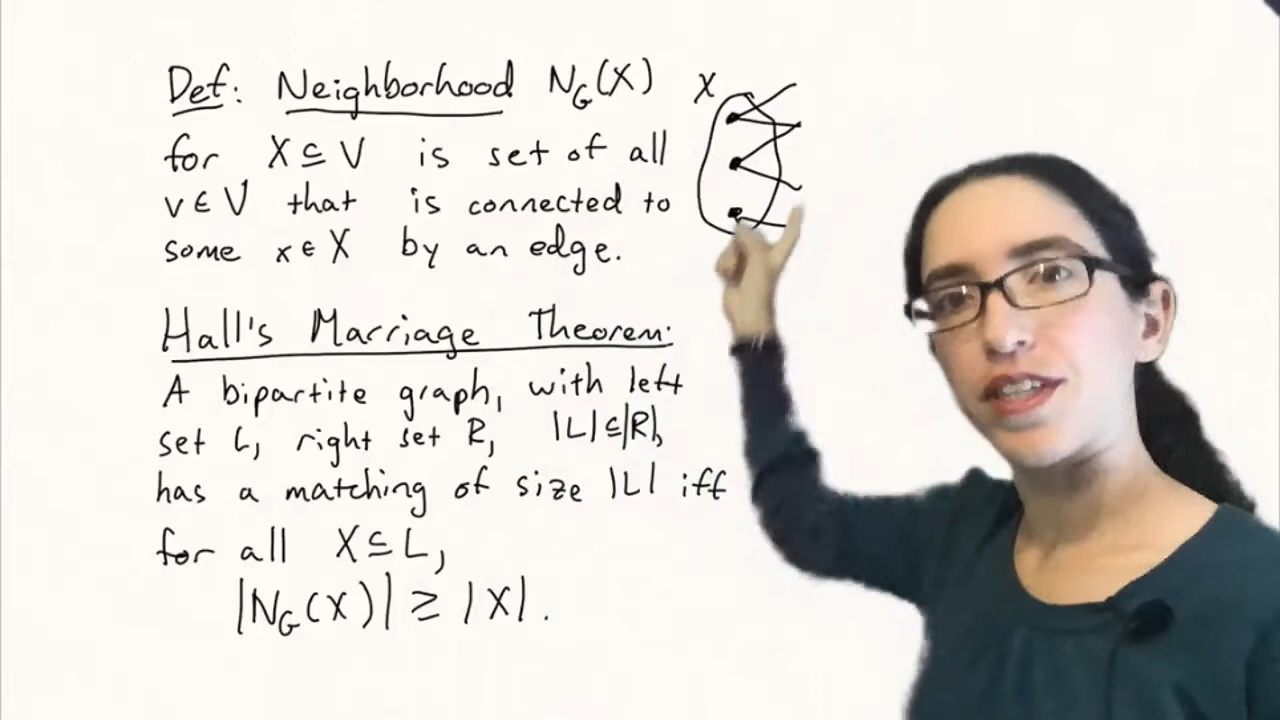 Def: Neighborhood N_G(X)
X
for X ⊆ V is set of all
v ∈ V that is connected to
some x ∈ X by an edge.
Hall's Marriage Theorem:
A bipartite graph, with left
set L, right set R, |L| ⊆ |R|,
has a matching of size |L| iff
for all X ⊆ L,
|N_G(X)| ≥ |X|.